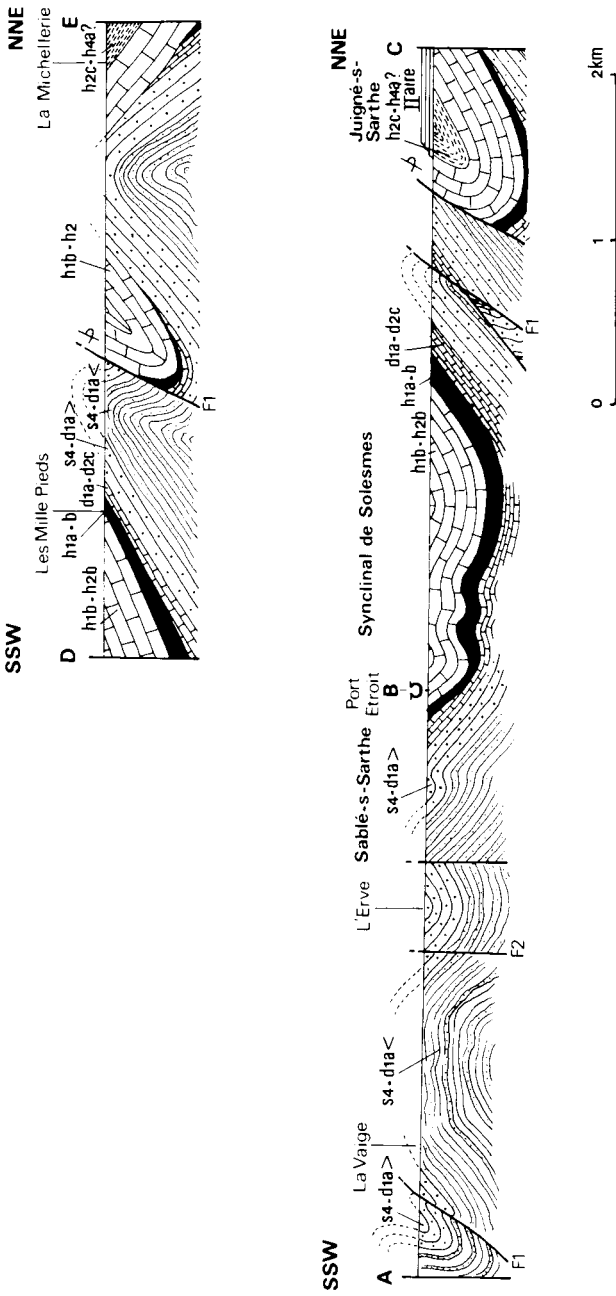 SSW
NNE
D
E
Les Mille Pieds
La Michellerie
h1b-h2b
h1a-b
d1a-d2c
s4-d1a>
s4-d1a<
h1b-h2
h2c-h4a?
F1
SSW
NNE
A
B
C
La Vaige
L'Erve
Sablé-s-Sarthe
Port Etroit
Synclinal de Solesmes
Juigné-s-Sarthe
s4-d1a>
s4-d1a<
s4-d1a>
h1b-h2b
h1a-b
d1a-d2c
h2c-h4a?
IIaire
F1
F2
F1
0
1
2km